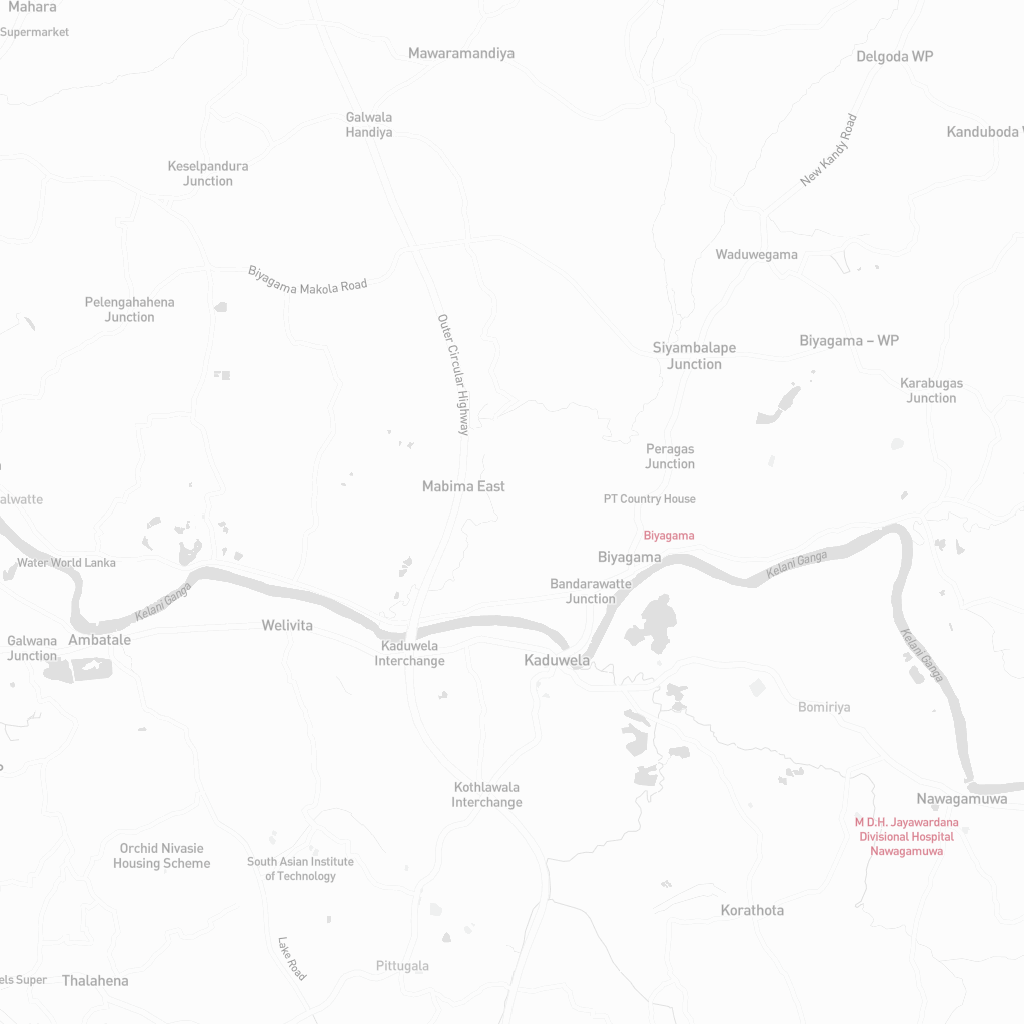 Mahara
Supermarket
Mawaramandiya
Delgoda WP
Galwala
Handiya
Kanduboda W
New Kandy Road
Keselpandura
Junction
Waduwegama
Biyagama Makola Road
Pelengahahena
Junction
Outer Circular Highway
Siyambalape
Junction
Biyagama – WP
Karabugas
Junction
Peragas
Junction
Mabima East
PT Country House
alwatte
Biyagama
Biyagama
Water World Lanka
Kelani Ganga
Kelani Ganga
Bandarawatte
Junction
Welivita
Galwana
Junction
Ambatale
Kaduwela
Interchange
Kaduwela
Kelani Ganga
Bomiriya
Kothlawala
Interchange
Nawagamuwa
M D.H. Jayawardana
Divisional Hospital
Nawagamuwa
Orchid Nivasie
Housing Scheme
South Asian Institute
of Technology
Korathota
Lake Road
Pittugala
els Super
Thalahena